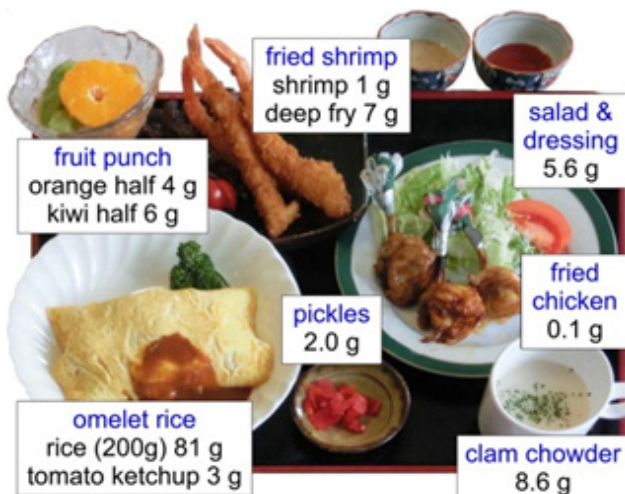 fried shrimp
shrimp 1 g
deep fry 7 g
salad &
dressing
5.6 g
fruit punch
orange half 4 g
kiwi half 6 g
fried
chicken
0.1 g
pickles
2.0 g
omelet rice
rice (200g) 81 g
tomato ketchup 3 g
clam chowder
8.6 g